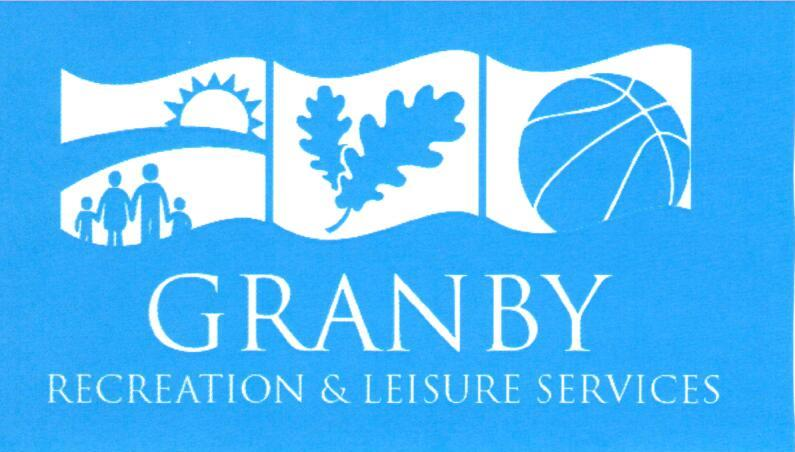 GRANBY
RECREATION & LEISURE SERVICES